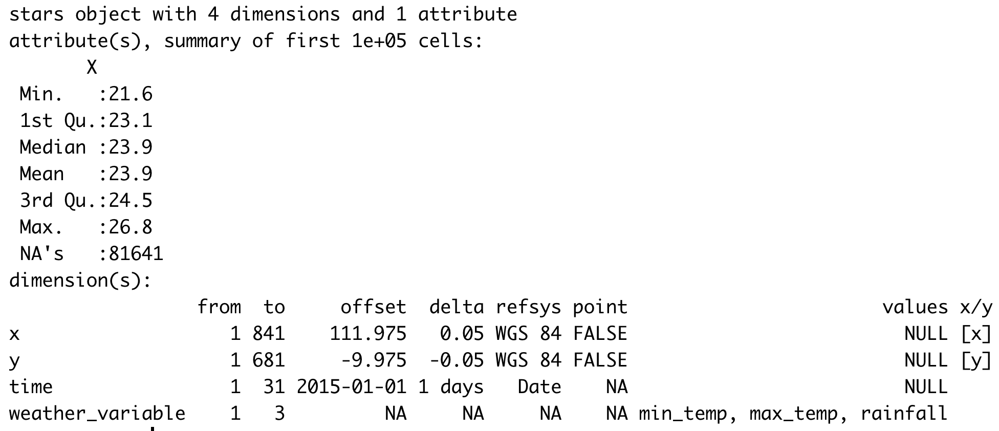 stars object with 4 dimensions and 1 attribute
attribute(s), summary of first 1e+05 cells:
       X
 Min.   :21.6
 1st Qu.:23.1
 Median :23.9
 Mean   :23.9
 3rd Qu.:24.5
 Max.   :26.8
 NA's   :81641
dimension(s):
                 from  to     offset  delta refsys point                       values x/y
x                   1 841    111.975   0.05 WGS 84 FALSE                         NULL [x]
y                   1 681     -9.975  -0.05 WGS 84 FALSE                         NULL [y]
time                1  31 2015-01-01 1 days   Date    NA                         NULL
weather_variable    1   3         NA     NA     NA    NA min_temp, max_temp, rainfall